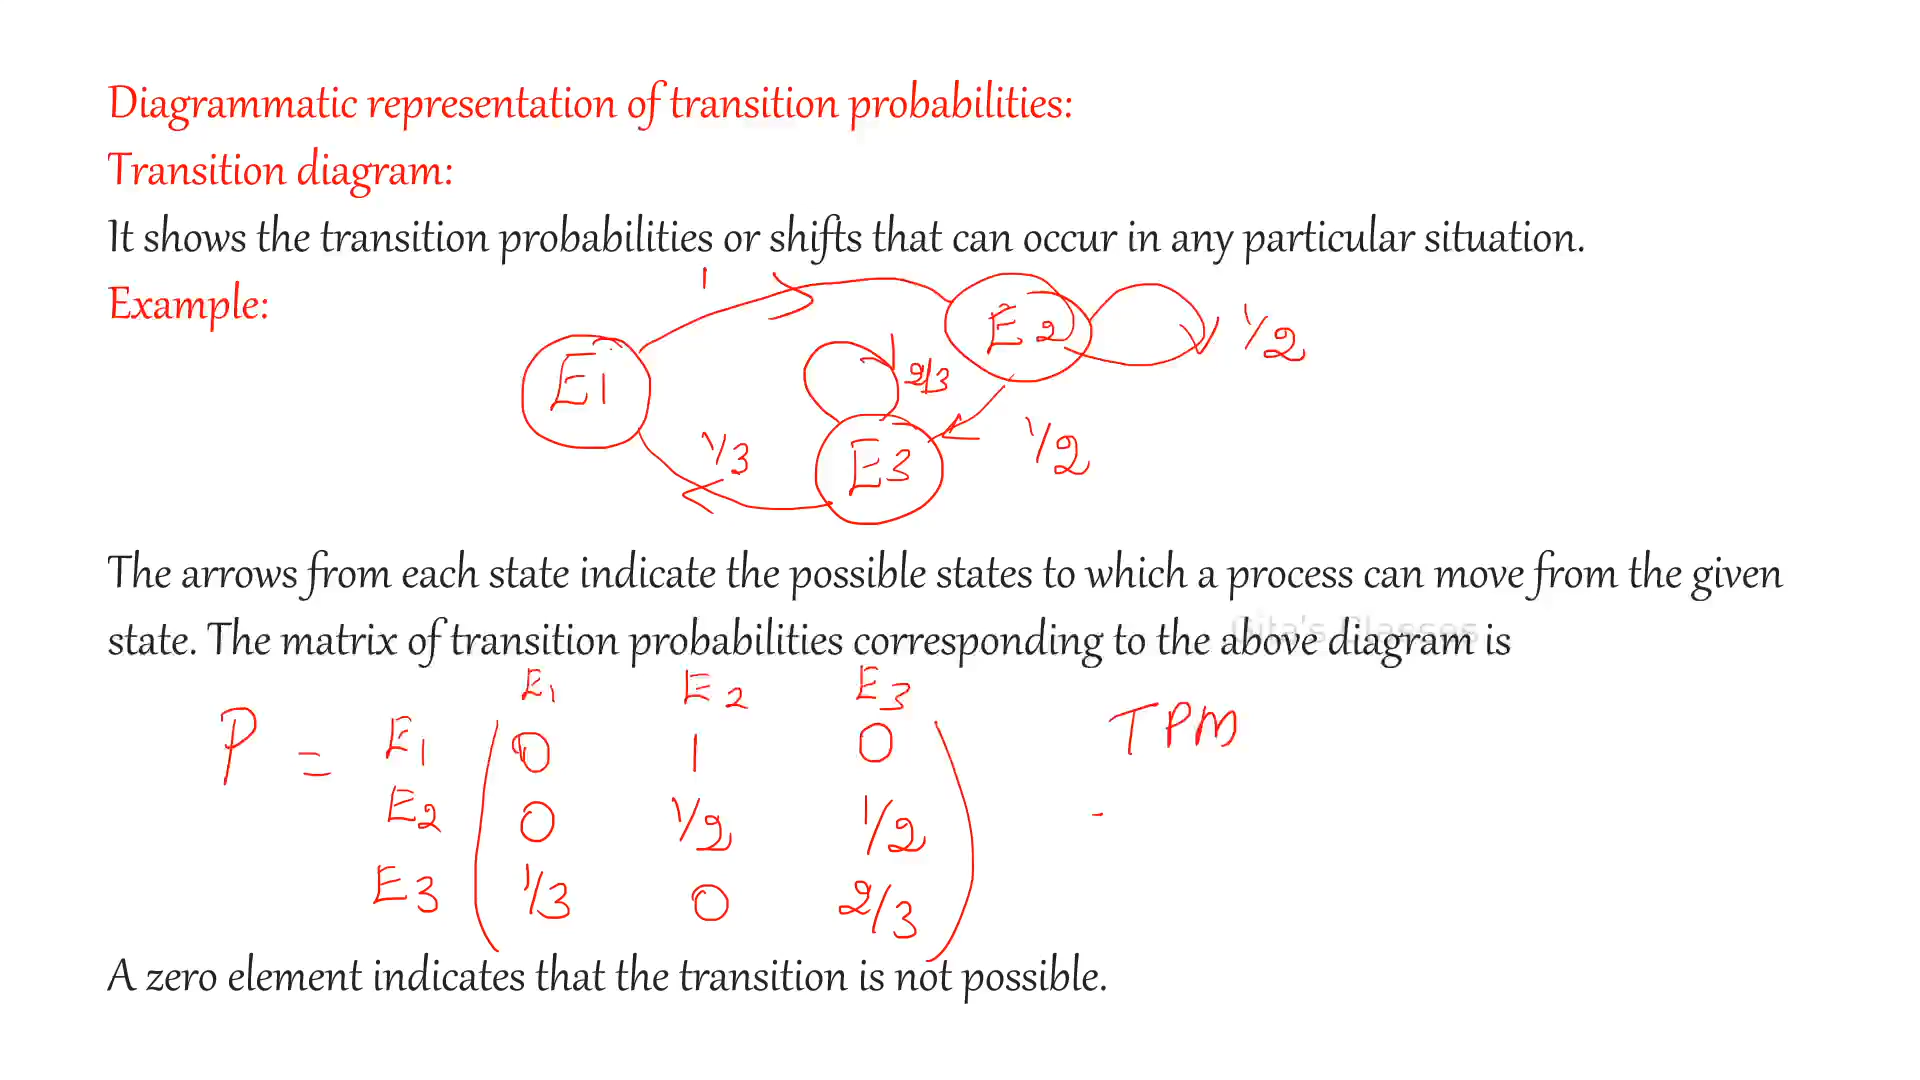 Diagrammatic representation of transition probabilities:
Transition diagram:
It shows the transition probabilities or shifts that can occur in any particular situation.
Example:
1
E2
1/2
E1
2/3
1/3
E3
1/2
The arrows from each state indicate the possible states to which a process can move from the given
state. The matrix of transition probabilities corresponding to the above diagram is
Gita's Classes
E1 E2 E3
P = E1 0 1 0 TPM
E2 0 1/2 1/2 -
E3 1/3 0 2/3
A zero element indicates that the transition is not possible.